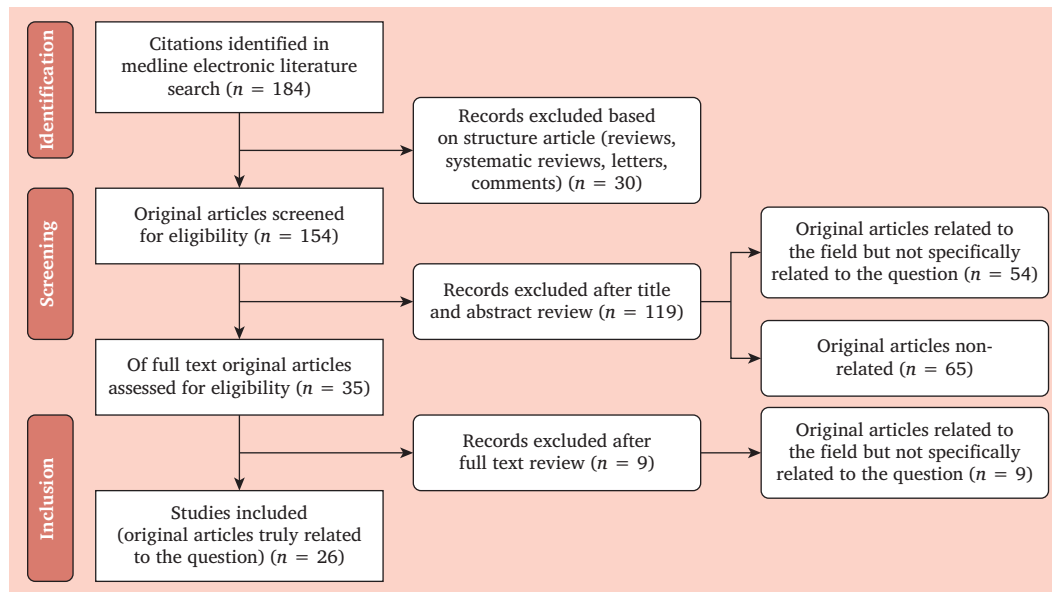 Identification
Citations identified in
medline electronic literature
search (n = 184)
Records excluded based
on structure article (reviews,
systematic reviews, letters,
comments) (n = 30)
Screening
Original articles screened
for eligibility (n = 154)
Records excluded after title
and abstract review (n = 119)
Original articles related to
the field but not specifically
related to the question (n = 54)
Original articles non-
related (n = 65)
Of full text original articles
assessed for eligibility (n = 35)
Inclusion
Records excluded after
full text review (n = 9)
Original articles related to
the field but not specifically
related to the question (n = 9)
Studies included
(original articles truly related
to the question) (n = 26)